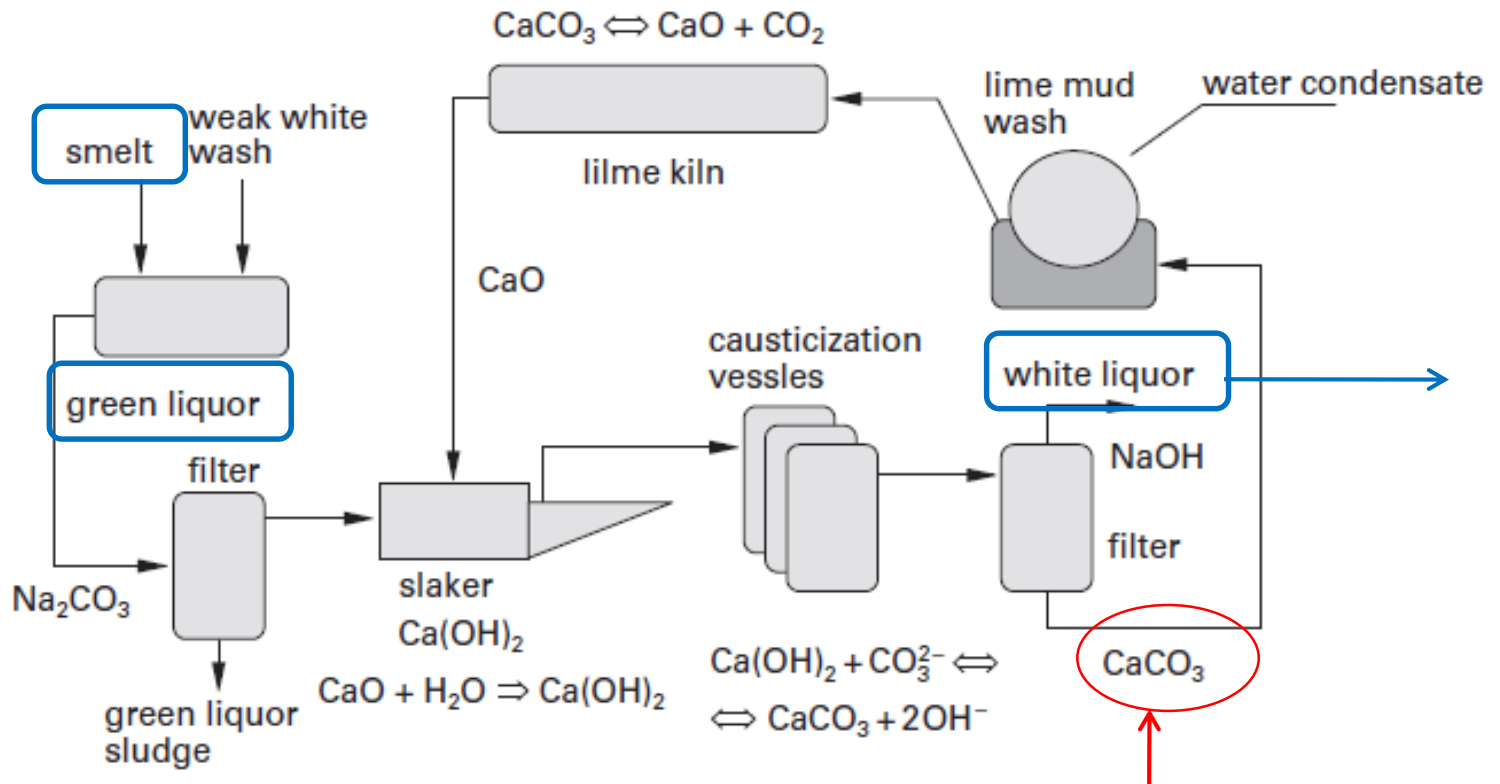 CaCO₃ ⇔ CaO + CO₂
smelt
weak white
wash
lilme kiln
lime mud
wash
water condensate
CaO
green liquor
causticization
vessles
white liquor
filter
NaOH
filter
Na₂CO₃
slaker
Ca(OH)₂
CaO + H₂O ⇒ Ca(OH)₂
green liquor
sludge
Ca(OH)₂ + CO₃²⁻ ⇔
⇔ CaCO₃ + 2OH⁻
CaCO₃